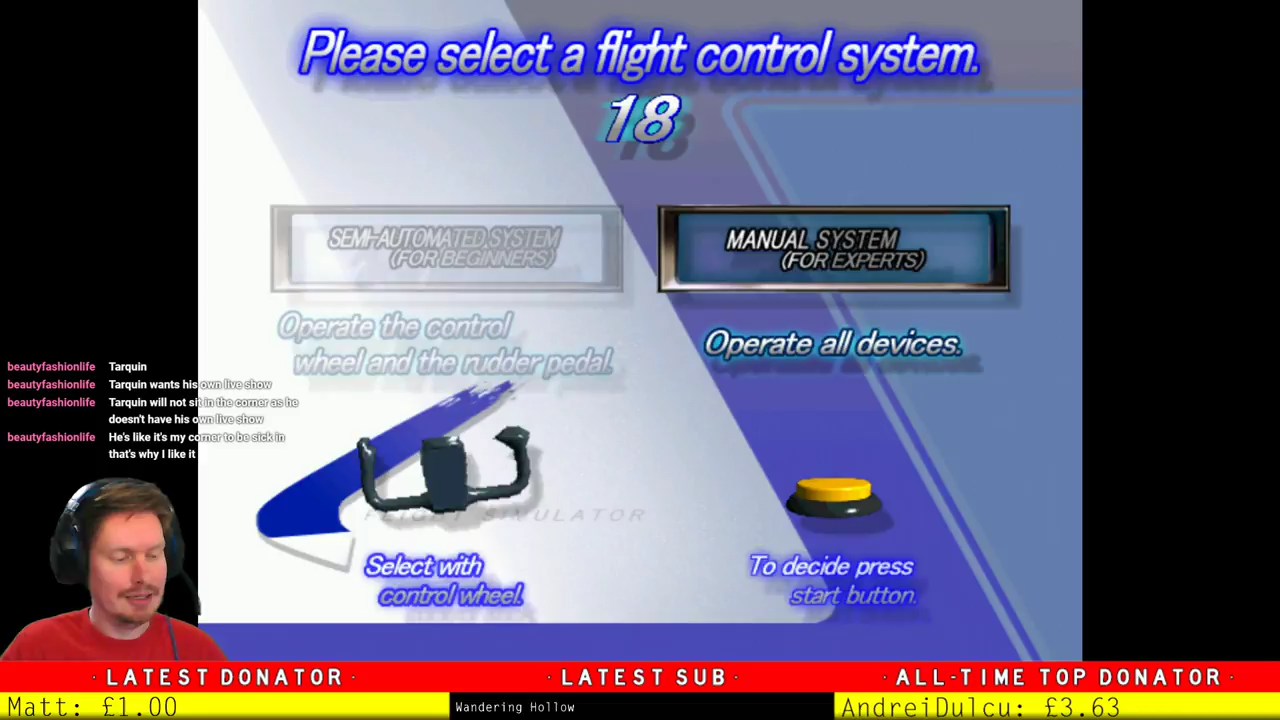 Please select a flight control system.
18
SEMI-AUTOMATED SYSTEM
(FOR BEGINNERS)
MANUAL SYSTEM
(FOR EXPERTS)
Operate the control
wheel and the rudder pedal.
Operate all devices.
beautyfashionlife Tarquin
beautyfashionlife Tarquin wants his own live show
beautyfashionlife Tarquin will not sit in the corner as he
doesn't have his own live show
beautyfashionlife He's like it's my corner to be sick in
that's why I like it
FLIGHT SIMULATOR
Select with
control wheel.
To decide press
start button.
· LATEST DONATOR ·
· LATEST SUB ·
· ALL-TIME TOP DONATOR ·
Matt: £1.00
Wandering Hollow
AndreiDulcu: £3.63